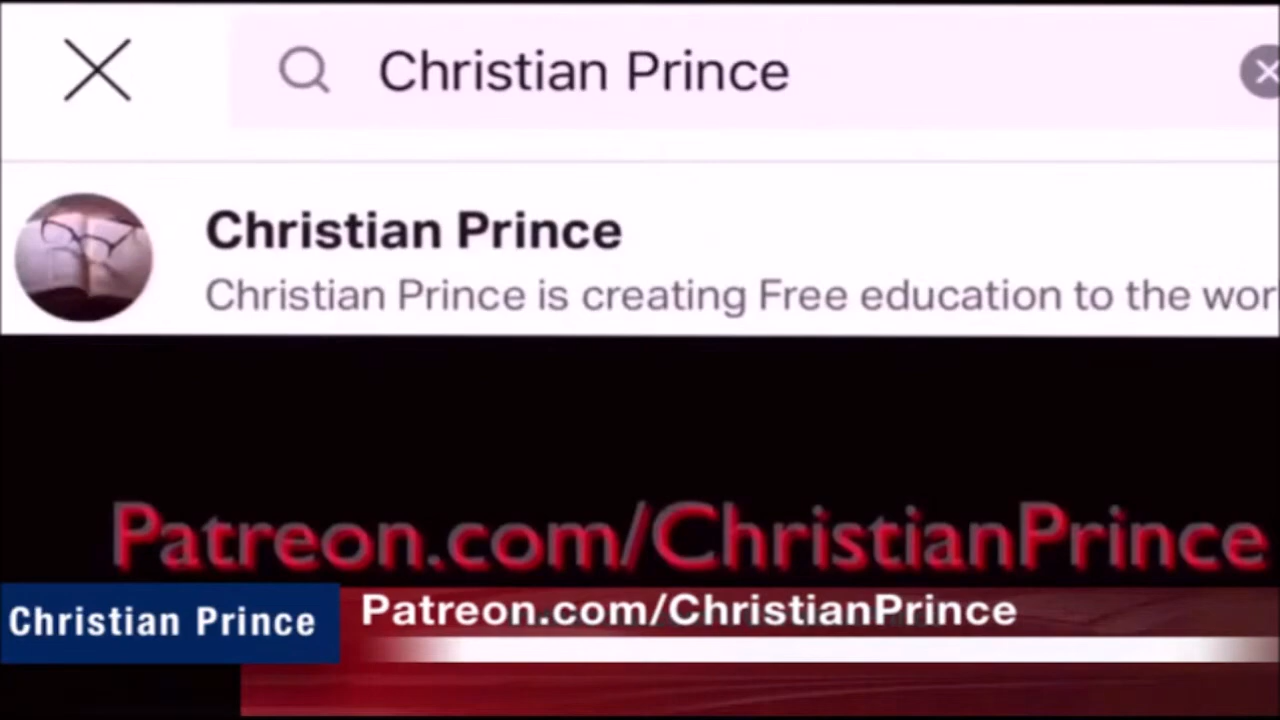 Christian Prince
Christian Prince
Christian Prince is creating Free education to the wor
Patreon.com/ChristianPrince
Christian Prince
Patreon.com/ChristianPrince